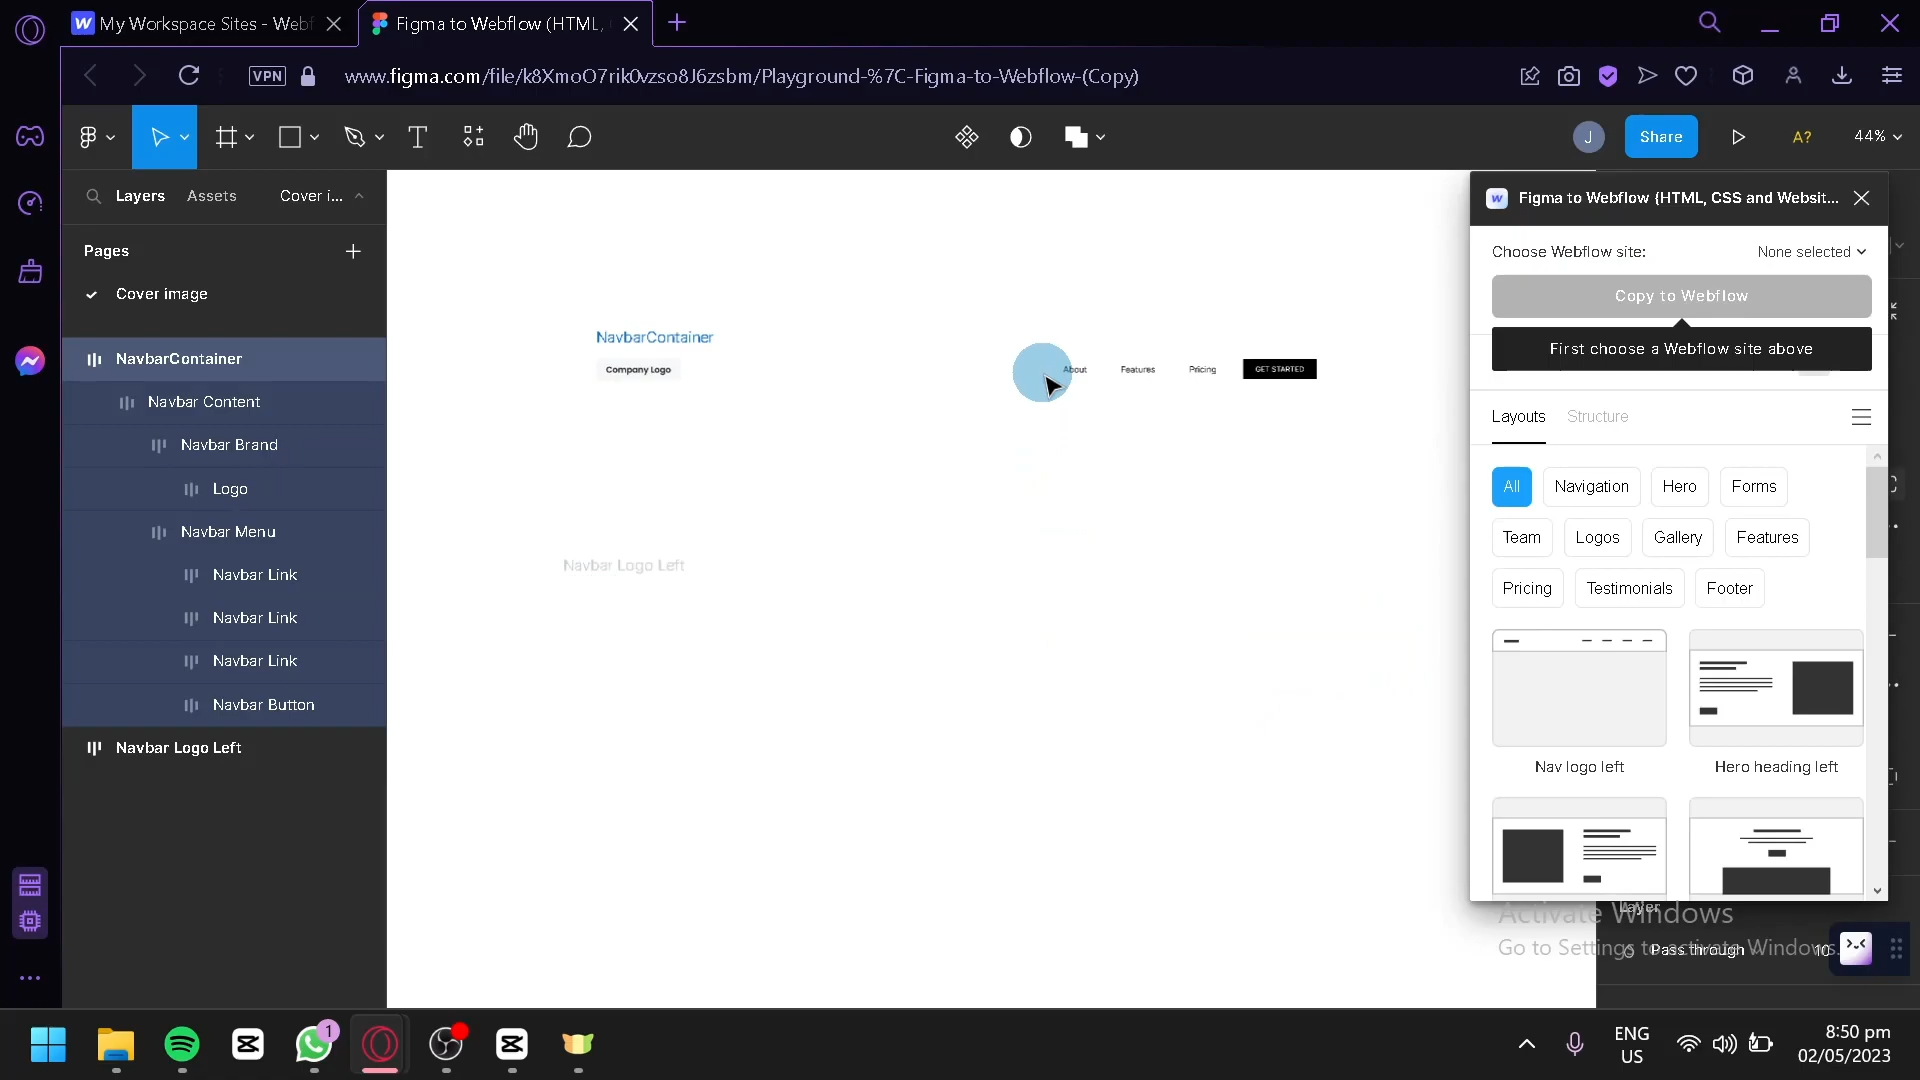 My Workspace Sites - Webf
Figma to Webflow (HTML,
VPN
www.figma.com/file/k8XmoO7rik0vzso8J6zsbm/Playground-%7C-Figma-to-Webflow-(Copy)
J
Share
A?
44%
Layers
Assets
Cover i...
Pages
Cover image
NavbarContainer
Navbar Content
Navbar Brand
Logo
Navbar Menu
Navbar Link
Navbar Link
Navbar Link
Navbar Button
Navbar Logo Left
NavbarContainer
Company Logo
About
Features
Pricing
GET STARTED
Navbar Logo Left
Figma to Webflow (HTML, CSS and Websit...
Choose Webflow site:
None selected
Copy to Webflow
First choose a Webflow site above
Layouts
Structure
All
Navigation
Hero
Forms
Team
Logos
Gallery
Features
Pricing
Testimonials
Footer
Nav logo left
Hero heading left
Layer
Activate Windows
Go to Settings to activate Windows.
Pass through
10
1
ENG
US
8:50 pm
02/05/2023